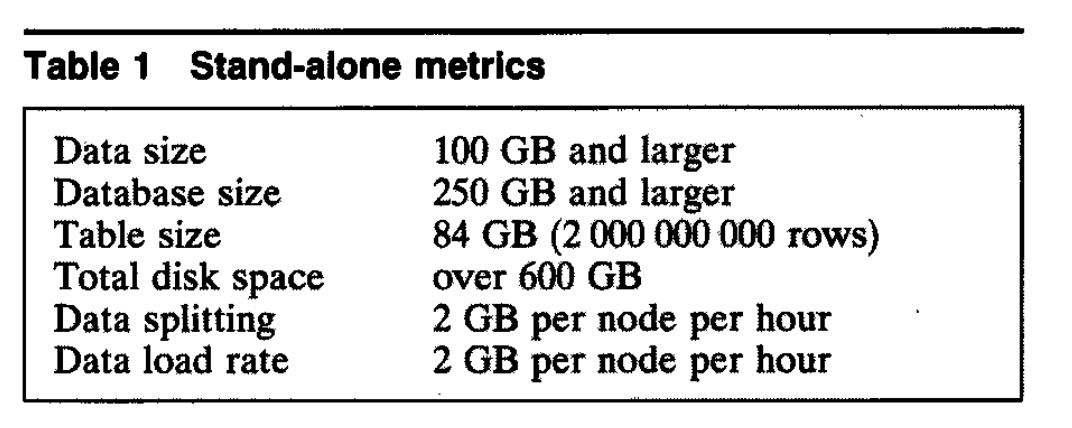 Table 1 Stand-alone metrics
Data size 100 GB and larger
Database size 250 GB and larger
Table size 84 GB (2 000 000 000 rows)
Total disk space over 600 GB
Data splitting 2 GB per node per hour
Data load rate 2 GB per node per hour